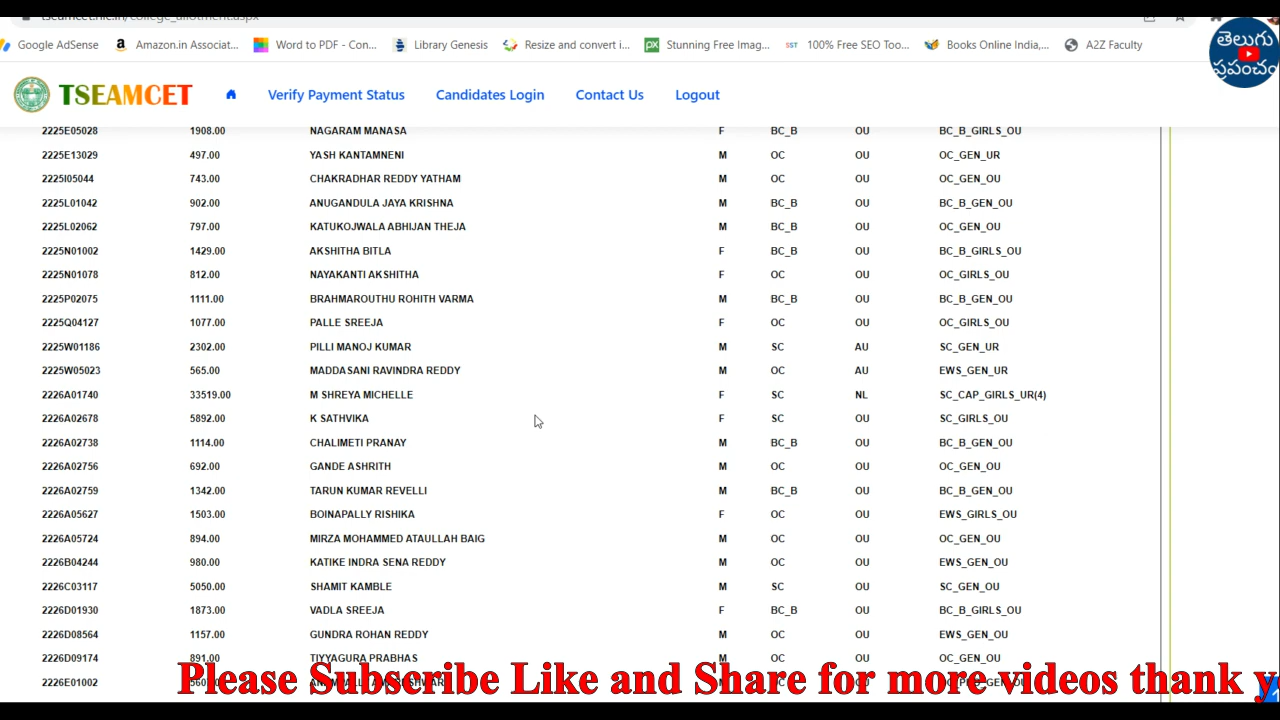 tseamcet.nic.in/college_allotment.aspx
Google AdSense Amazon.in Associat... Word to PDF - Con... Library Genesis Resize and convert i... Stunning Free Imag... SST 100% Free SEO Too... Books Online India,... A2Z Faculty
తెలుగు
ప్రపంచం
TSEAMCET Verify Payment Status Candidates Login Contact Us Logout
2225E05028 1908.00 NAGARAM MANASA F BC_B OU BC_B_GIRLS_OU
2225E13029 497.00 YASH KANTAMNENI M OC OU OC_GEN_UR
2225I05044 743.00 CHAKRADHAR REDDY YATHAM M OC OU OC_GEN_OU
2225L01042 902.00 ANUGANDULA JAYA KRISHNA M BC_B OU BC_B_GEN_OU
2225L02062 797.00 KATUKOJWALA ABHIJAN THEJA M BC_B OU OC_GEN_OU
2225N01002 1429.00 AKSHITHA BITLA F BC_B OU BC_B_GIRLS_OU
2225N01078 812.00 NAYAKANTI AKSHITHA F OC OU OC_GIRLS_OU
2225P02075 1111.00 BRAHMAROUTHU ROHITH VARMA M BC_B OU BC_B_GEN_OU
2225Q04127 1077.00 PALLE SREEJA F OC OU OC_GIRLS_OU
2225W01186 2302.00 PILLI MANOJ KUMAR M SC AU SC_GEN_UR
2225W05023 565.00 MADDASANI RAVINDRA REDDY M OC AU EWS_GEN_UR
2226A01740 33519.00 M SHREYA MICHELLE F SC NL SC_CAP_GIRLS_UR(4)
2226A02678 5892.00 K SATHVIKA F SC OU SC_GIRLS_OU
2226A02738 1114.00 CHALIMETI PRANAY M BC_B OU BC_B_GEN_OU
2226A02756 692.00 GANDE ASHRITH M OC OU OC_GEN_OU
2226A02759 1342.00 TARUN KUMAR REVELLI M BC_B OU BC_B_GEN_OU
2226A05627 1503.00 BOINAPALLY RISHIKA F OC OU EWS_GIRLS_OU
2226A05724 894.00 MIRZA MOHAMMED ATAULLAH BAIG M OC OU OC_GEN_OU
2226B04244 980.00 KATIKE INDRA SENA REDDY M OC OU EWS_GEN_OU
2226C03117 5050.00 SHAMIT KAMBLE M SC OU SC_GEN_OU
2226D01930 1873.00 VADLA SREEJA F BC_B OU BC_B_GIRLS_OU
2226D08564 1157.00 GUNDRA ROHAN REDDY M OC OU EWS_GEN_OU
2226D09174 891.00 TIYYAGURA PRABHAS M OC OU OC_GEN_OU
2226E01002
Please Subscribe Like and Share for more videos thank y